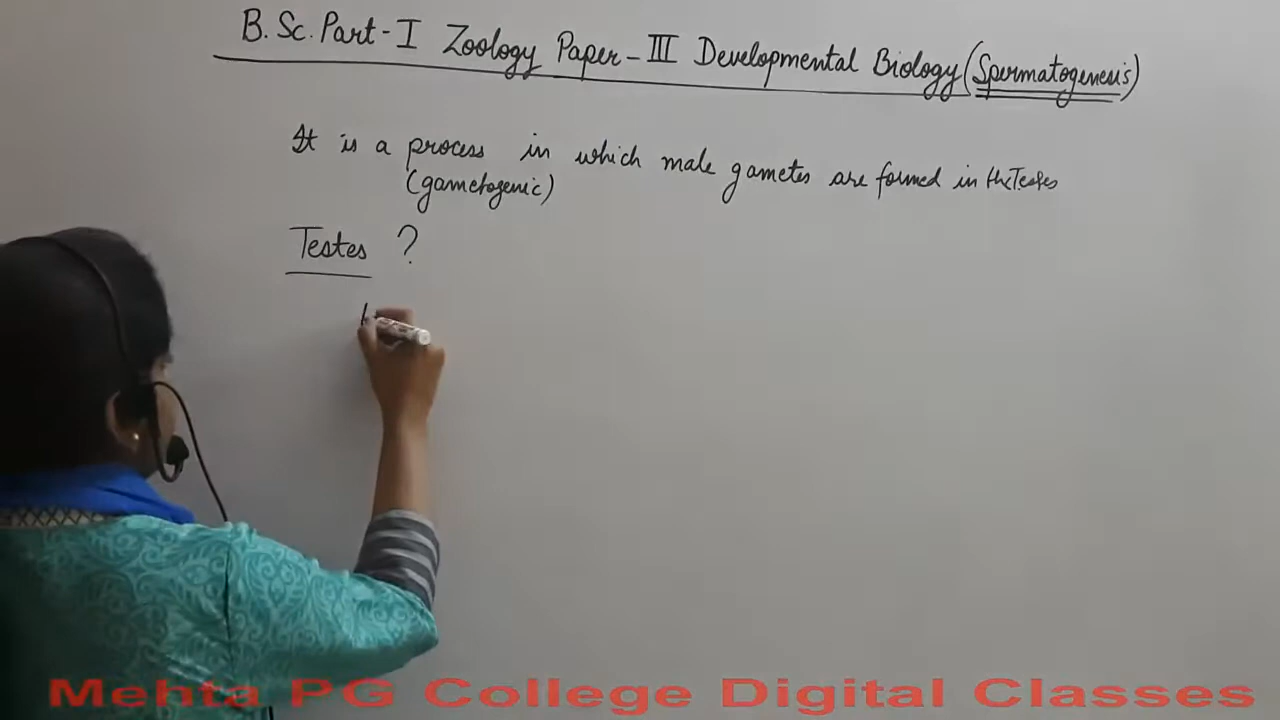 B.Sc. Part-I Zoology Paper-III Developmental Biology (Spermatogenesis)
It is a process in which male gametes are formed in the Testes
(gametogenic)
Testes ?
Mehta PG College Digital Classes